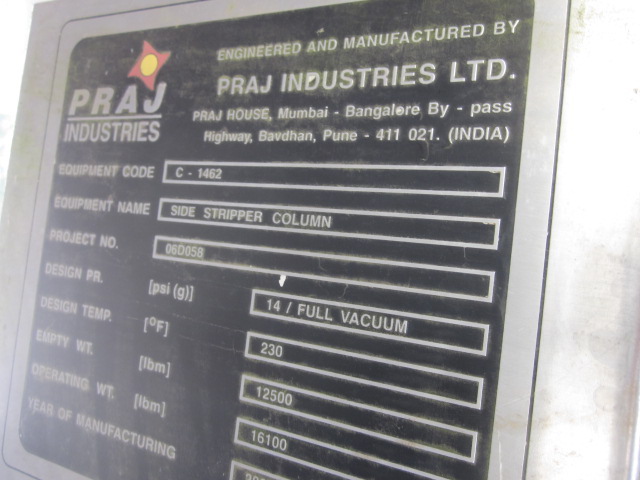 ENGINEERED AND MANUFACTURED BY
PRAJ INDUSTRIES LTD.
PRAJ INDUSTRIES
PRAJ HOUSE, Mumbai - Bangalore By - pass
Highway, Bavdhan, Pune - 411 021. (INDIA)
EQUIPMENT CODE C - 1462
EQUIPMENT NAME SIDE STRIPPER COLUMN
PROJECT NO. 06D058
DESIGN PR. [psi (g)] 14 / FULL VACUUM
DESIGN TEMP. [ºF] 230
EMPTY WT. [lbm] 12500
OPERATING WT. [lbm] 16100
YEAR OF MANUFACTURING